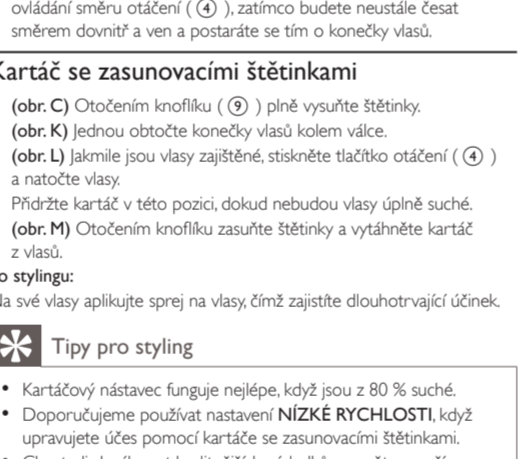 ovládání směru otáčení ( 4 ), zatímco budete neustále česat
směrem dovnitř a ven a postaráte se tím o konečky vlasů.
Kartáč se zasunovacími štětinkami
(obr. C) Otočením knoflíku ( 9 ) plně vysuňte štětinky.
(obr. K) Jednou obtočte konečky vlasů kolem válce.
(obr. L) Jakmile jsou vlasy zajištěné, stiskněte tlačítko otáčení ( 4 )
a natočte vlasy.
Přidržte kartáč v této pozici, dokud nebudou vlasy úplně suché.
(obr. M) Otočením knoflíku zasuňte štětinky a vytáhněte kartáč
z vlasů.
o stylingu:
Na své vlasy aplikujte sprej na vlasy, čímž zajistíte dlouhotrvající účinek.
Tipy pro styling
• Kartáčový nástavec funguje nejlépe, když jsou z 80 % suché.
• Doporučujeme používat nastavení NÍZKÉ RYCHLOSTI, když
upravujete účes pomocí kartáče se zasunovacími štětinkami.